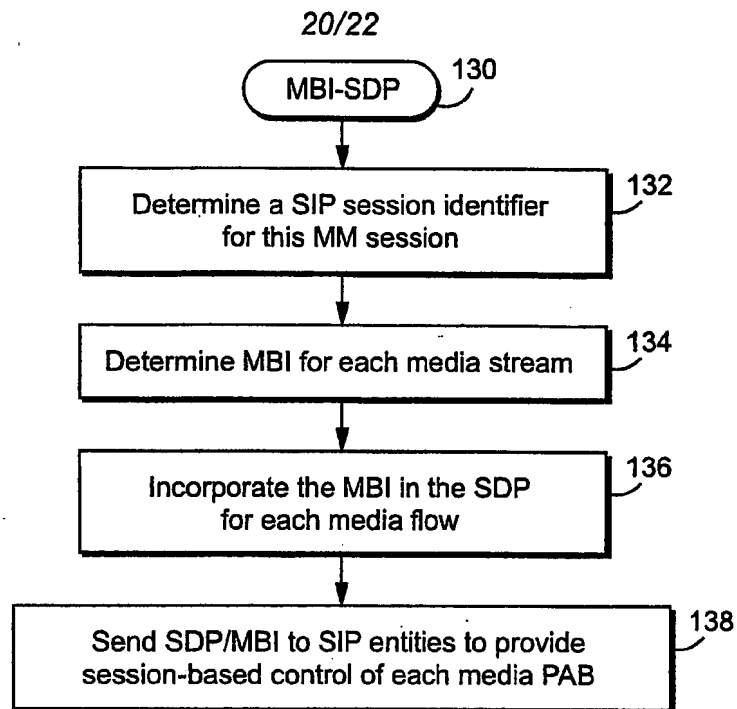 20/22
MBI-SDP
130
132
Determine a SIP session identifier
for this MM session
134
Determine MBI for each media stream
136
Incorporate the MBI in the SDP
for each media flow
138
Send SDP/MBI to SIP entities to provide
session-based control of each media PAB